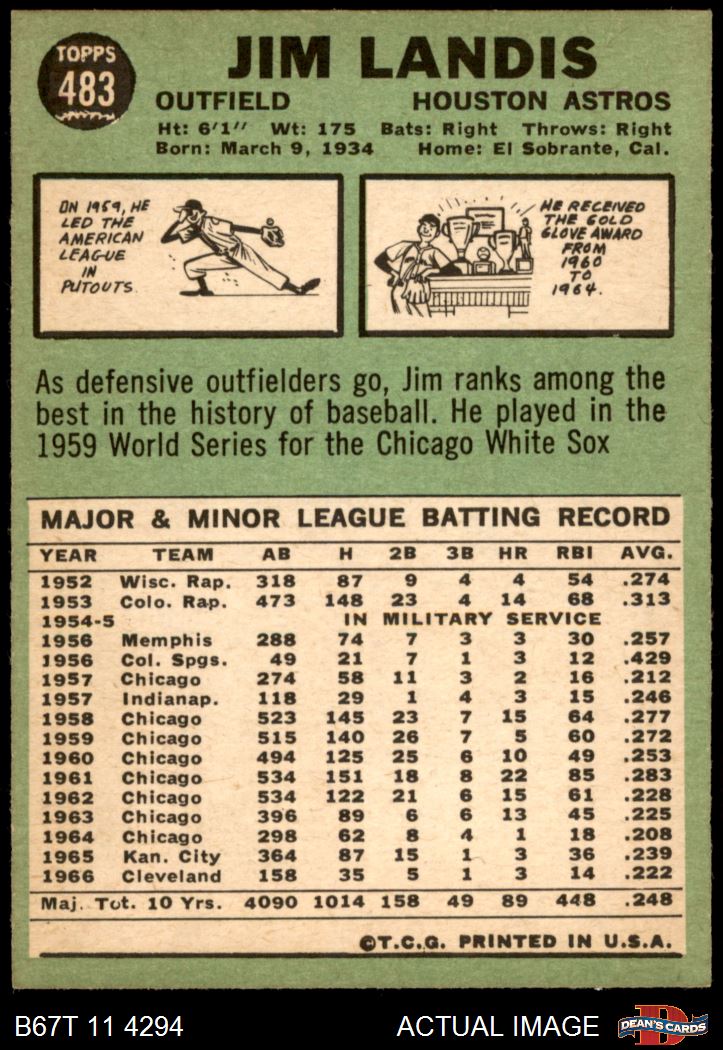 TOPPS
483
JIM LANDIS
OUTFIELD HOUSTON ASTROS
Ht: 6'1" Wt: 175 Bats: Right Throws: Right
Born: March 9, 1934 Home: El Sobrante, Cal.
ON 1959, HE
LED THE
AMERICAN
LEAGUE
IN
PUTOUTS.
HE RECEIVED
THE GOLD
GLOVE AWARD
FROM
1960
TO
1964.
As defensive outfielders go, Jim ranks among the
best in the history of baseball. He played in the
1959 World Series for the Chicago White Sox
MAJOR & MINOR LEAGUE BATTING RECORD
YEAR TEAM AB H 2B 3B HR RBI AVG.
1952 Wisc. Rap. 318 87 9 4 4 54 .274
1953 Colo. Rap. 473 148 23 4 14 68 .313
1954-5 IN MILITARY SERVICE
1956 Memphis 288 74 7 3 3 30 .257
1956 Col. Spgs. 49 21 7 1 3 12 .429
1957 Chicago 274 58 11 3 2 16 .212
1957 Indianap. 118 29 1 4 3 15 .246
1958 Chicago 523 145 23 7 15 64 .277
1959 Chicago 515 140 26 7 5 60 .272
1960 Chicago 494 125 25 6 10 49 .253
1961 Chicago 534 151 18 8 22 85 .283
1962 Chicago 534 122 21 6 15 61 .228
1963 Chicago 396 89 6 6 13 45 .225
1964 Chicago 298 62 8 4 1 18 .208
1965 Kan. City 364 87 15 1 3 36 .239
1966 Cleveland 158 35 5 1 3 14 .222
Maj. Tot. 10 Yrs. 4090 1014 158 49 89 448 .248
©T.C.G. PRINTED IN U.S.A.
B67T 11 4294 ACTUAL IMAGE
D
DEAN'S CARDS